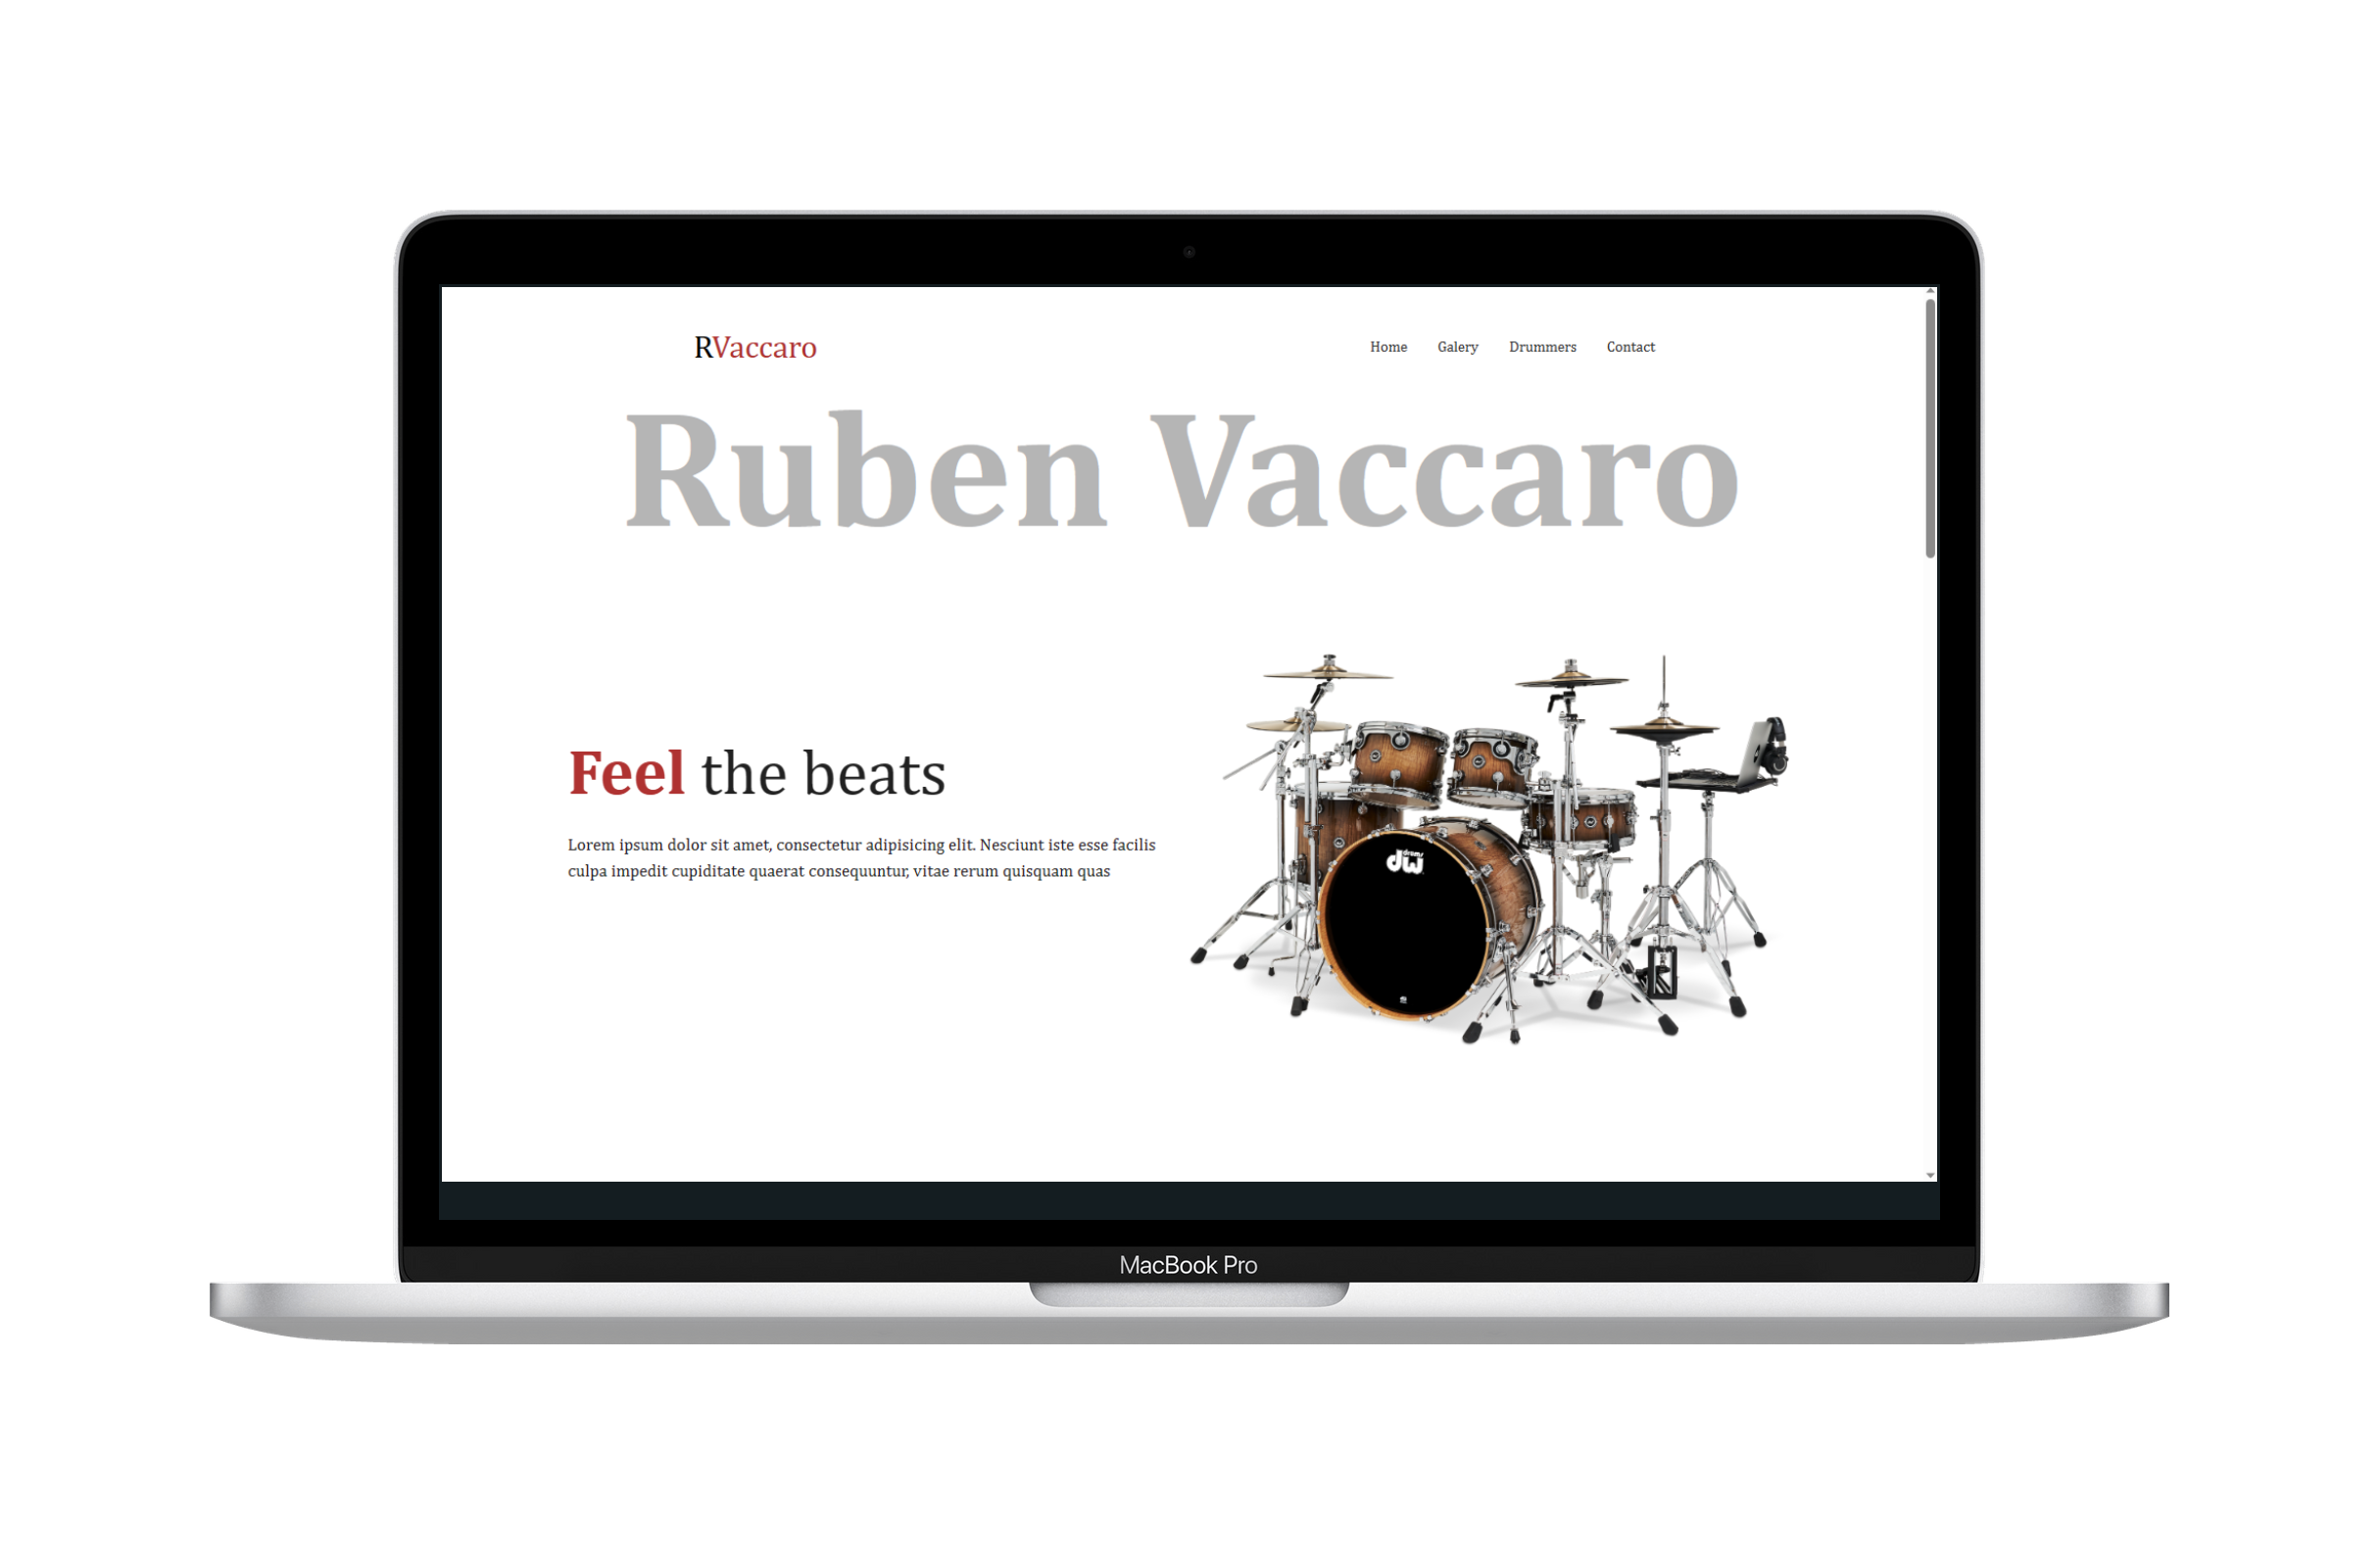 RVaccaro
Home Galery Drummers Contact
Ruben Vaccaro
Feel the beats
Lorem ipsum dolor sit amet, consectetur adipisicing elit. Nesciunt iste esse facilis
culpa impedit cupiditate quaerat consequuntur, vitae rerum quisquam quas
drums
dw
MacBook Pro